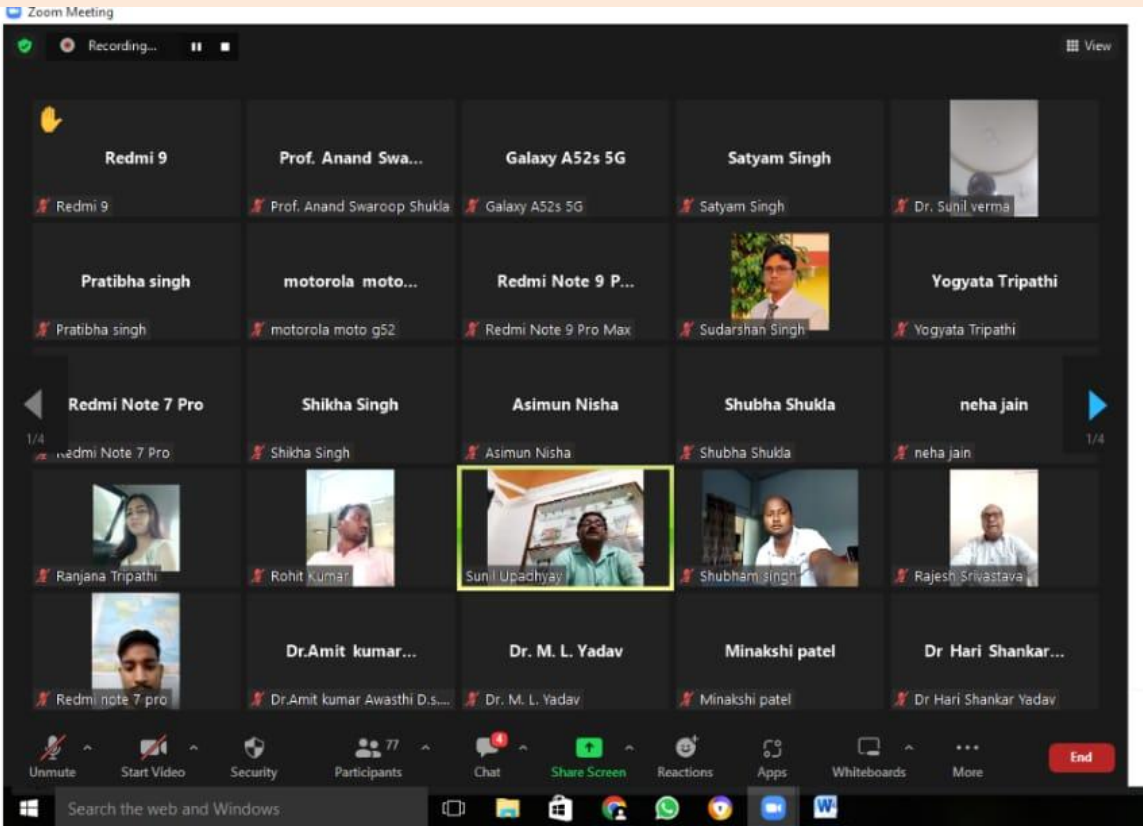 Zoom Meeting
Recording...
View
Redmi 9
Prof. Anand Swa...
Galaxy A52s 5G
Satyam Singh
Redmi 9
Prof. Anand Swaroop Shukla
Galaxy A52s 5G
Satyam Singh
Dr. Sunil verma
Pratibha singh
motorola moto...
Redmi Note 9 P...
Yogyata Tripathi
Pratibha singh
motorola moto g52
Redmi Note 9 Pro Max
Sudarshan Singh
Yogyata Tripathi
Redmi Note 7 Pro
Shikha Singh
Asimun Nisha
Shubha Shukla
neha jain
1/4
1/4
Redmi Note 7 Pro
Shikha Singh
Asimun Nisha
Shubha Shukla
neha jain
Ranjana Tripathi
Rohit Kumar
Sunil Upadhyay
Shubham singh
Rajesh Srivastava
Dr.Amit kumar...
Dr. M. L. Yadav
Minakshi patel
Dr Hari Shankar...
Redmi note 7 pro
Dr.Amit kumar Awasthi D.s....
Dr. M. L. Yadav
Minakshi patel
Dr Hari Shankar Yadav
77
4
Unmute
Start Video
Security
Participants
Chat
Share Screen
Reactions
Apps
Whiteboards
More
End
Search the web and Windows